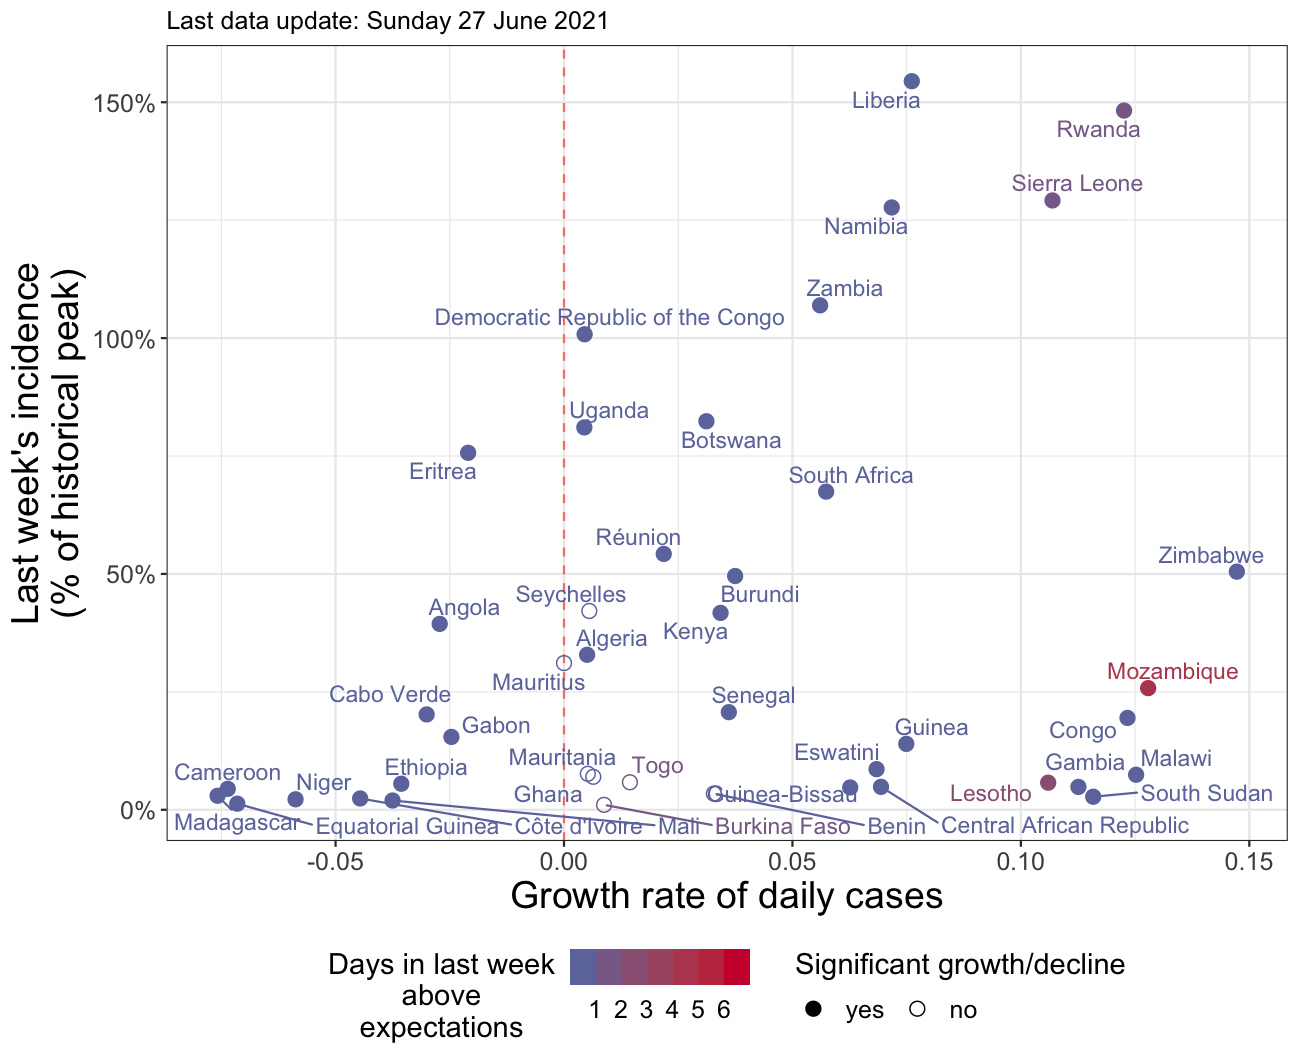 Last data update: Sunday 27 June 2021
Last week's incidence
(% of historical peak)
150%
100%
50%
0%
Liberia
Rwanda
Sierra Leone
Namibia
Zambia
Democratic Republic of the Congo
Uganda
Botswana
Eritrea
South Africa
Réunion
Zimbabwe
Seychelles
Burundi
Angola
Kenya
Algeria
Mozambique
Mauritius
Cabo Verde
Senegal
Gabon
Guinea
Congo
Eswatini
Mauritania
Togo
Gambia
Malawi
Cameroon
Niger
Ethiopia
Ghana
Guinea-Bissau
Lesotho
South Sudan
Madagascar
Equatorial Guinea
Côte d'Ivoire
Mali
Burkina Faso
Benin
Central African Republic
-0.05
0.00
0.05
0.10
0.15
Growth rate of daily cases
Days in last week
above
expectations
1 2 3 4 5 6
Significant growth/decline
yes
no